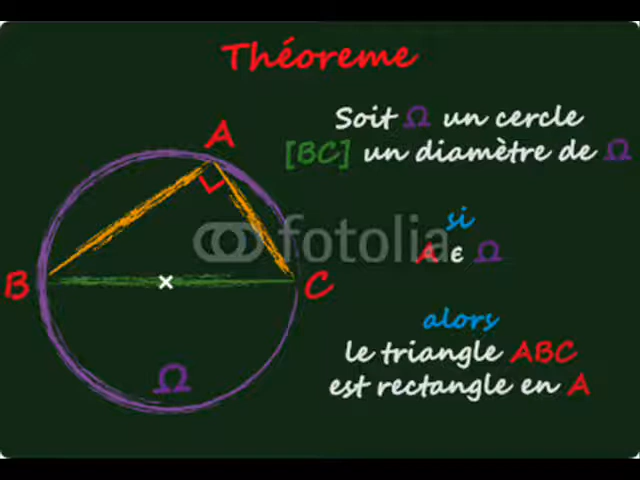 Théoreme
Soit Ω un cercle
[BC] un diamètre de Ω
si
A ϵ Ω
alors
le triangle ABC
est rectangle en A
A
B
C
Ω
fotolia